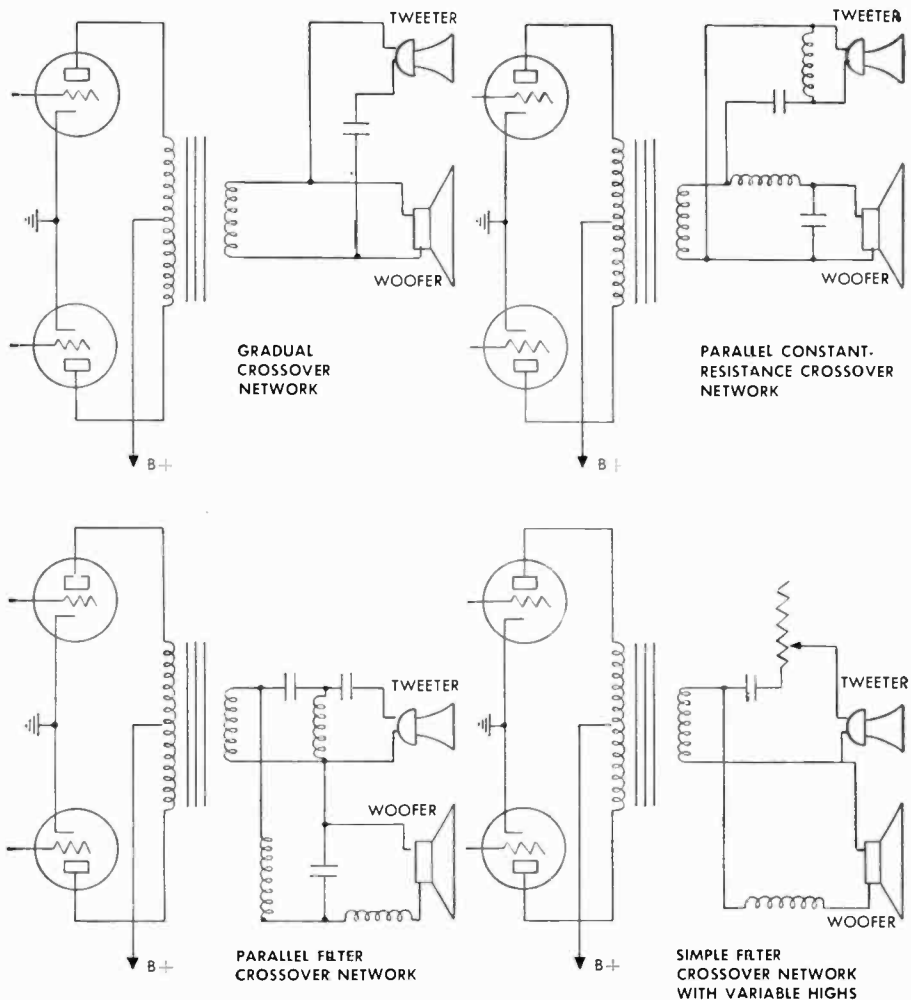 TWEETER
WOOFER
GRADUAL
CROSSOVER
NETWORK
B+
TWEETER
WOOFER
PARALLEL CONSTANT-
RESISTANCE CROSSOVER
NETWORK
B+
TWEETER
WOOFER
PARALLEL FILTER
CROSSOVER NETWORK
B+
TWEETER
WOOFER
SIMPLE FILTER
CROSSOVER NETWORK
WITH VARIABLE HIGHS
B+